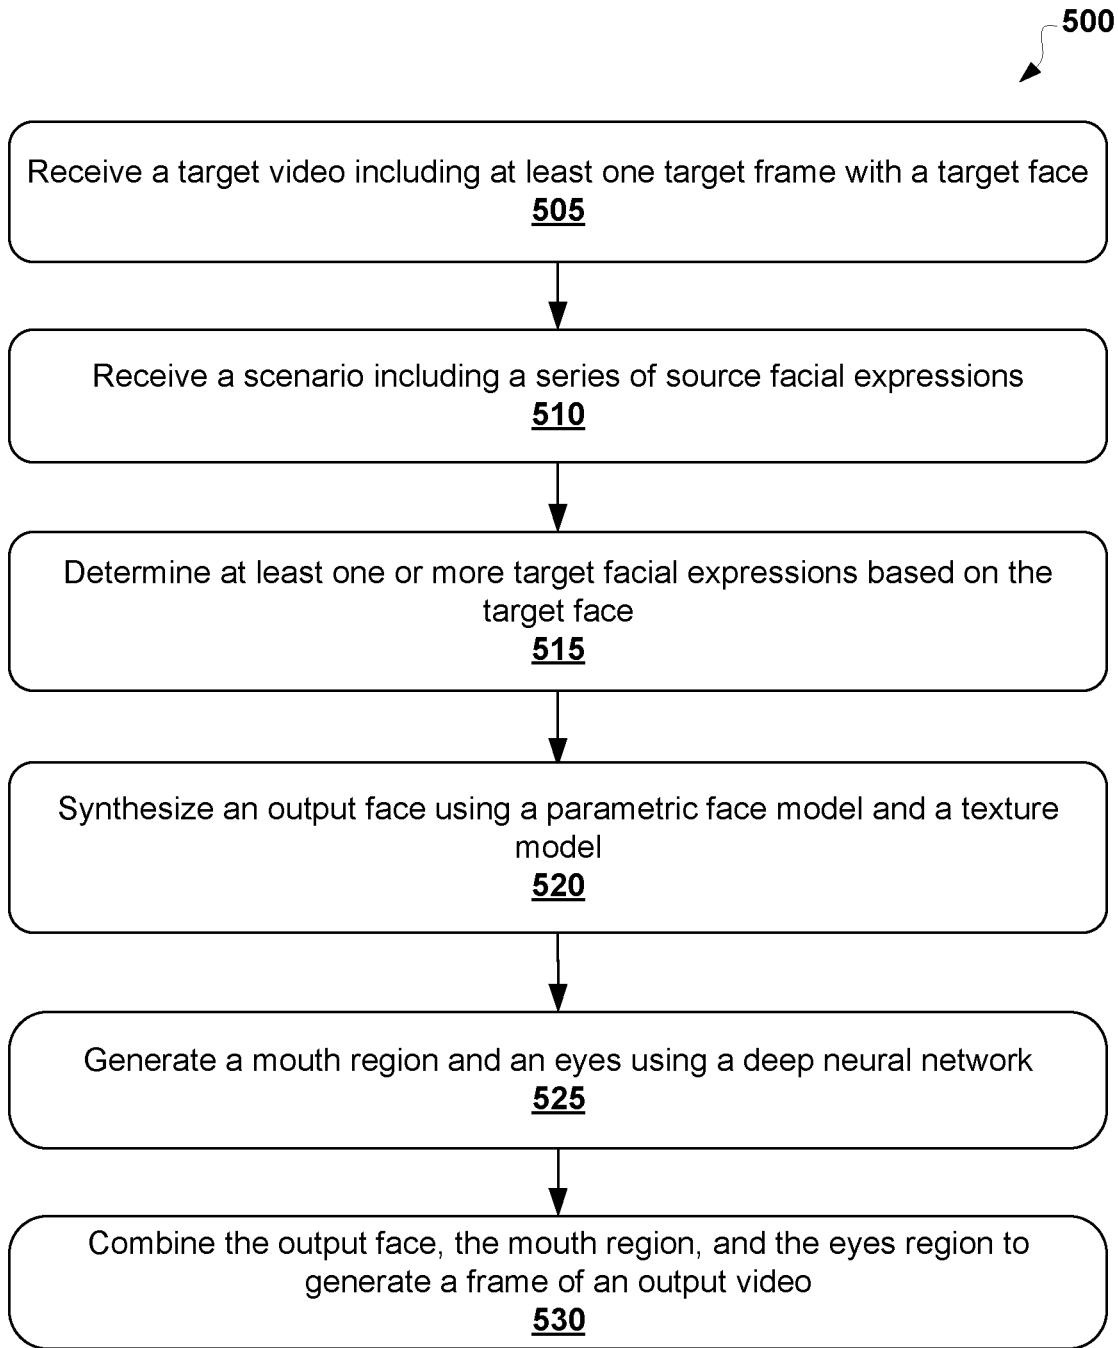 500
Receive a target video including at least one target frame with a target face
505
Receive a scenario including a series of source facial expressions
510
Determine at least one or more target facial expressions based on the
target face
515
Synthesize an output face using a parametric face model and a texture
model
520
Generate a mouth region and an eyes using a deep neural network
525
Combine the output face, the mouth region, and the eyes region to
generate a frame of an output video
530